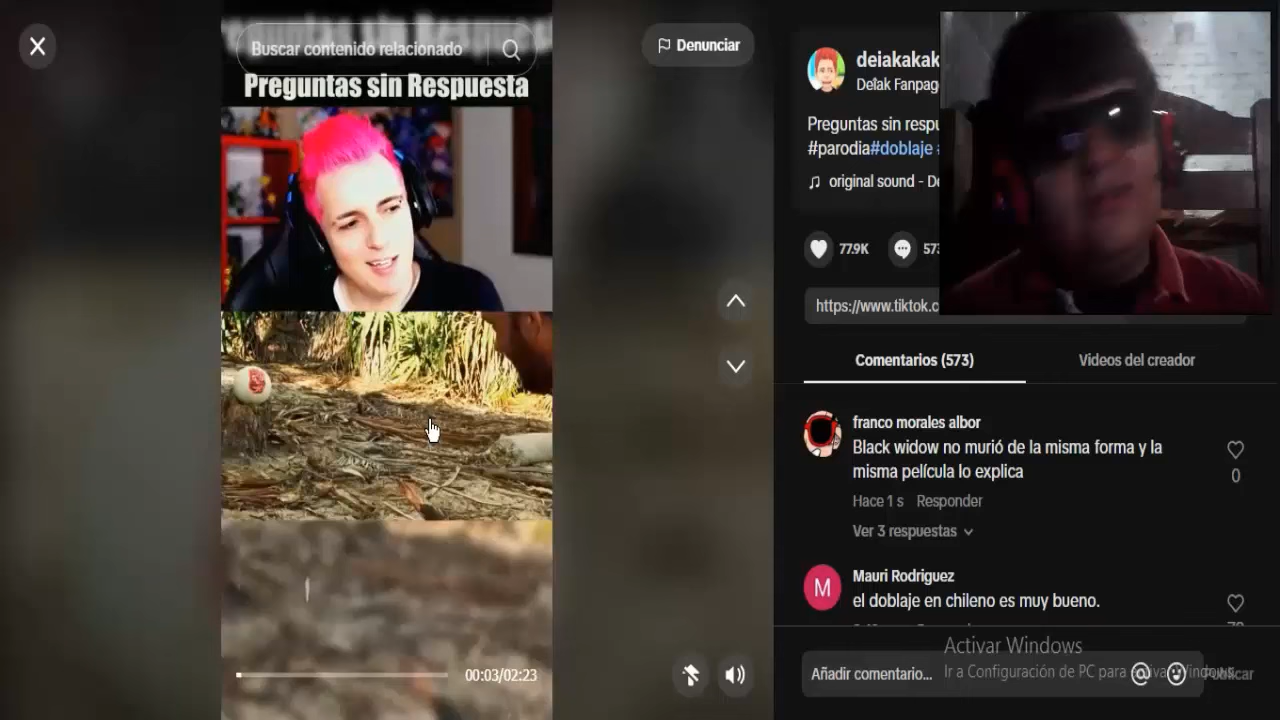 Buscar contenido relacionado
Preguntas sin Respuesta
00:03/02:23
Denunciar
deiakakak
Deiak Fanpag
Preguntas sin respu
#parodia#doblaje
original sound - De
77.9K
573
https://www.tiktok.c
Comentarios (573)
Videos del creador
franco morales albor
Black widow no murió de la misma forma y la
misma película lo explica
0
Hace 1 s Responder
Ver 3 respuestas
M
Mauri Rodriguez
el doblaje en chileno es muy bueno.
Activar Windows
Añadir comentario...
Ir a Configuración de PC para activar Windows.
Publicar